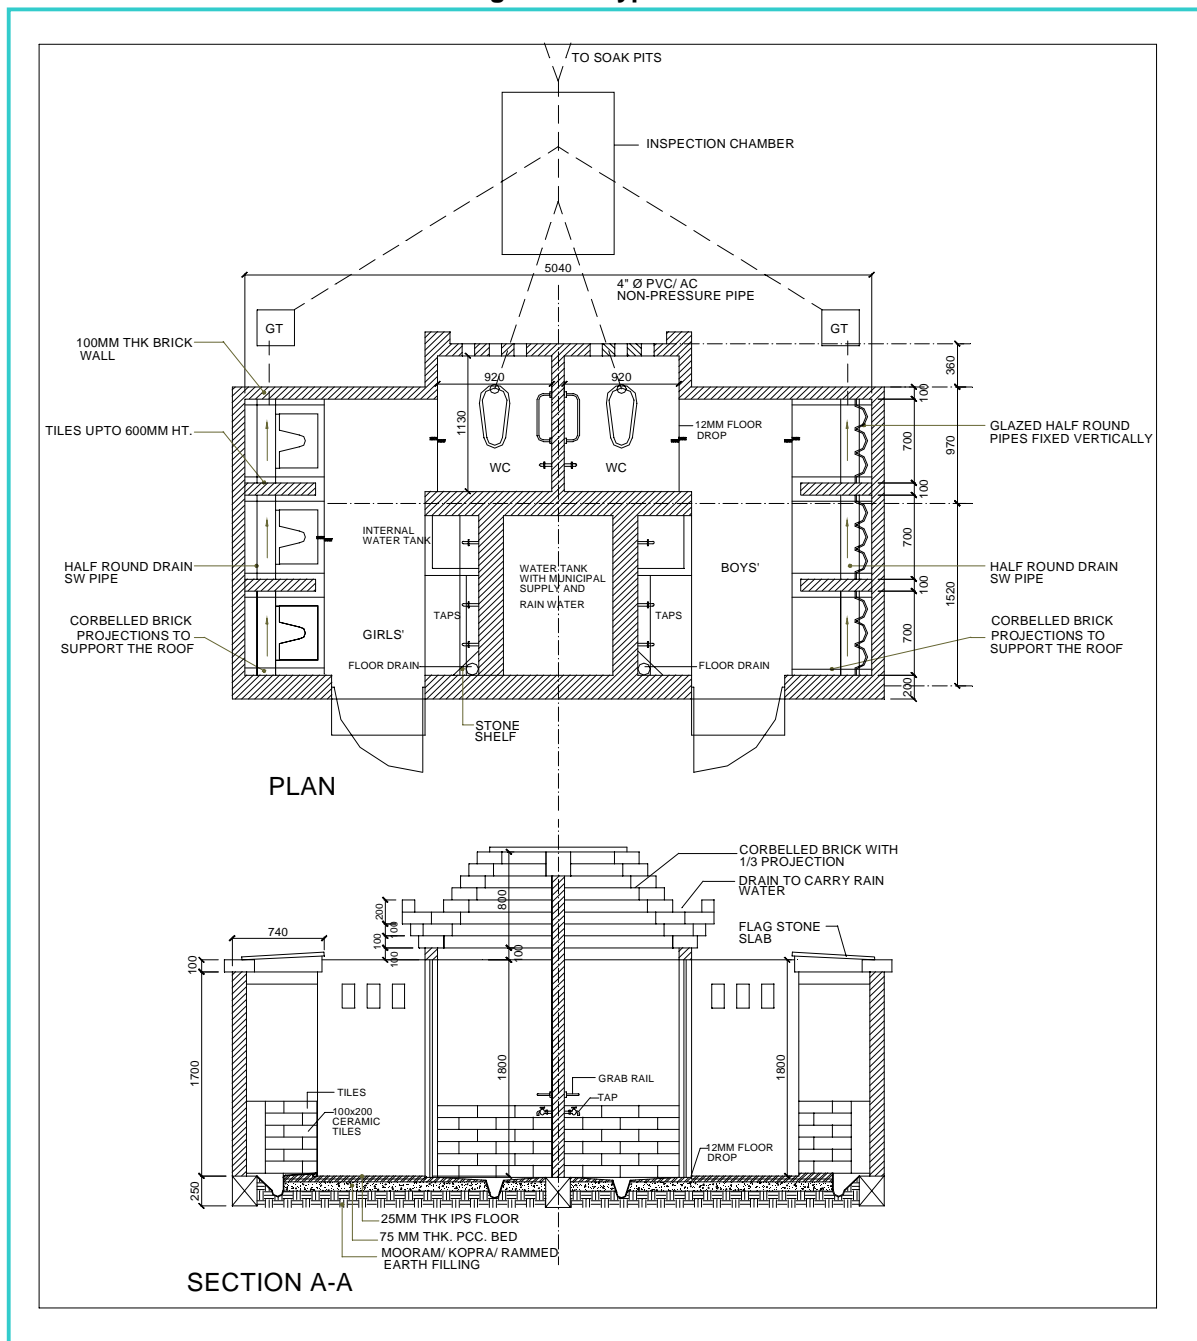 TO SOAK PITS
INSPECTION CHAMBER
5040
4" Ø PVC/ AC
NON-PRESSURE PIPE
GT
GT
100MM THK BRICK
WALL
360
920
920
100
TILES UPTO 600MM HT.
1130
12MM FLOOR
DROP
GLAZED HALF ROUND
PIPES FIXED VERTICALLY
700
970
WC
WC
100
INTERNAL
WATER TANK
HALF ROUND DRAIN
SW PIPE
WATER TANK
WITH MUNICIPAL
SUPPLY AND
RAIN WATER
BOYS'
700
HALF ROUND DRAIN
SW PIPE
100
1520
CORBELLED BRICK
PROJECTIONS TO
SUPPORT THE ROOF
GIRLS'
TAPS
TAPS
700
CORBELLED BRICK
PROJECTIONS TO
SUPPORT THE ROOF
FLOOR DRAIN
FLOOR DRAIN
200
STONE
SHELF
PLAN
CORBELLED BRICK WITH
1/3 PROJECTION
DRAIN TO CARRY RAIN
WATER
800
200
100
100
100
100
740
FLAG STONE
SLAB
100
1700
1800
1800
GRAB RAIL
TAP
TILES
100x200
CERAMIC
TILES
12MM FLOOR
DROP
250
25MM THK IPS FLOOR
75 MM THK. PCC. BED
MOORAM/ KOPRA/ RAMMED
EARTH FILLING
SECTION A-A